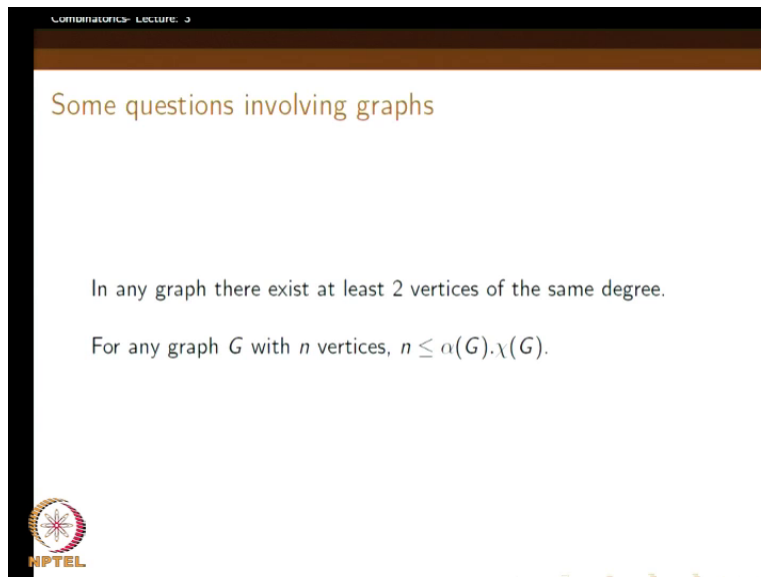 Combinatorics- Lecture: 3
Some questions involving graphs
In any graph there exist at least 2 vertices of the same degree.
For any graph G with n vertices, n ≤ α(G).χ(G).
NPTEL